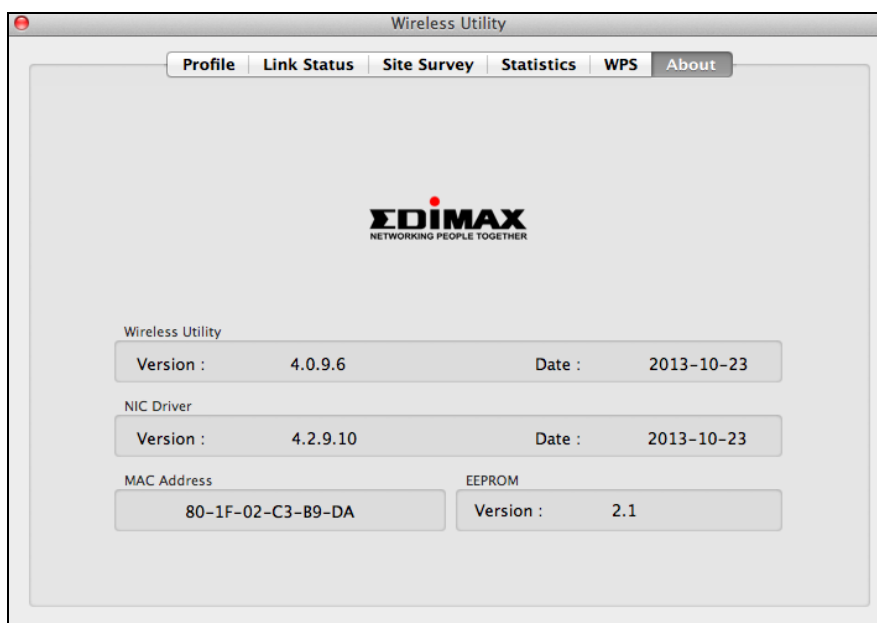 Wireless Utility
Profile Link Status Site Survey Statistics WPS About
EDiMAX
NETWORKING PEOPLE TOGETHER
Wireless Utility
Version : 4.0.9.6 Date : 2013-10-23
NIC Driver
Version : 4.2.9.10 Date : 2013-10-23
MAC Address EEPROM
80-1F-02-C3-B9-DA Version : 2.1